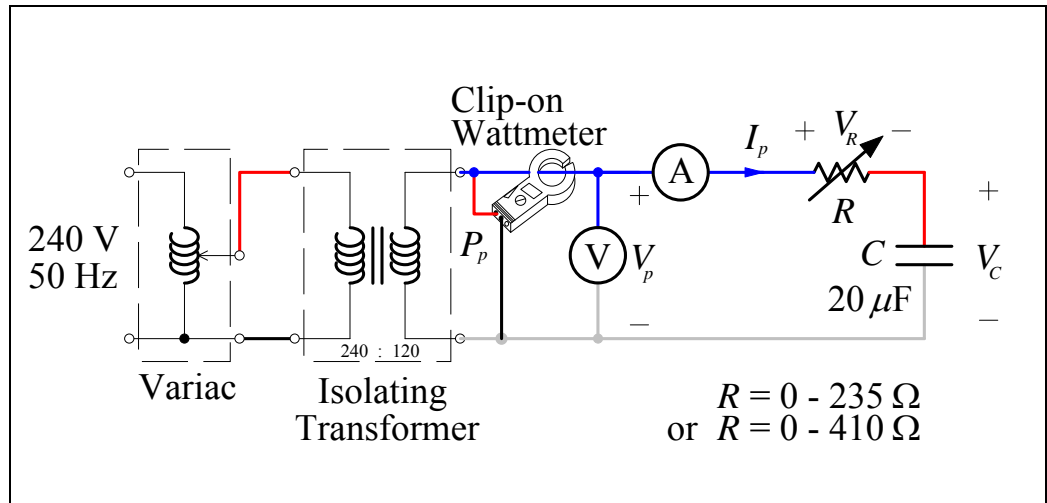 Clip-on
Wattmeter
240 V
50 Hz
P_p
V
V_p
+
−
A
I_p
+ V_R −
R
C
20 μF
+
V_C
−
240 : 120
Variac
Isolating
Transformer
R = 0 - 235 Ω
or R = 0 - 410 Ω